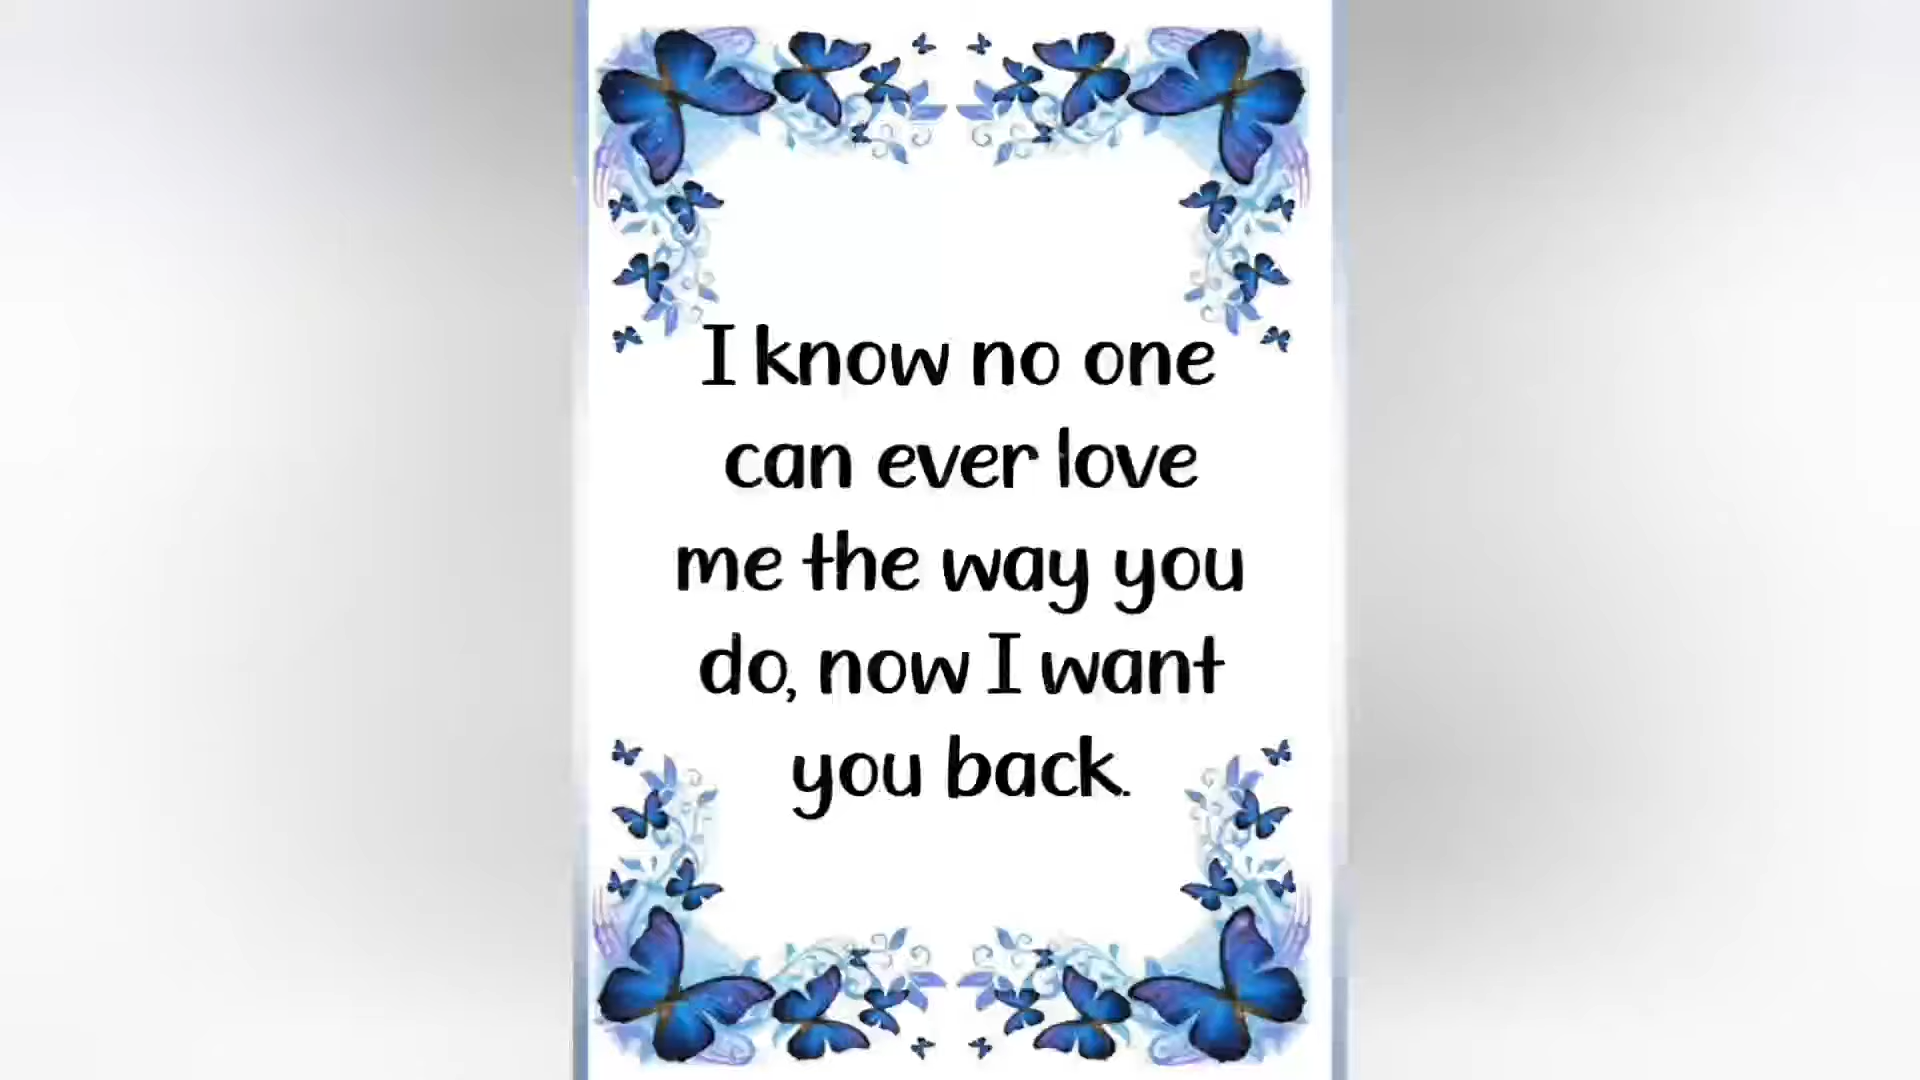 I know no one
can ever love
me the way you
do, now I want
you back.